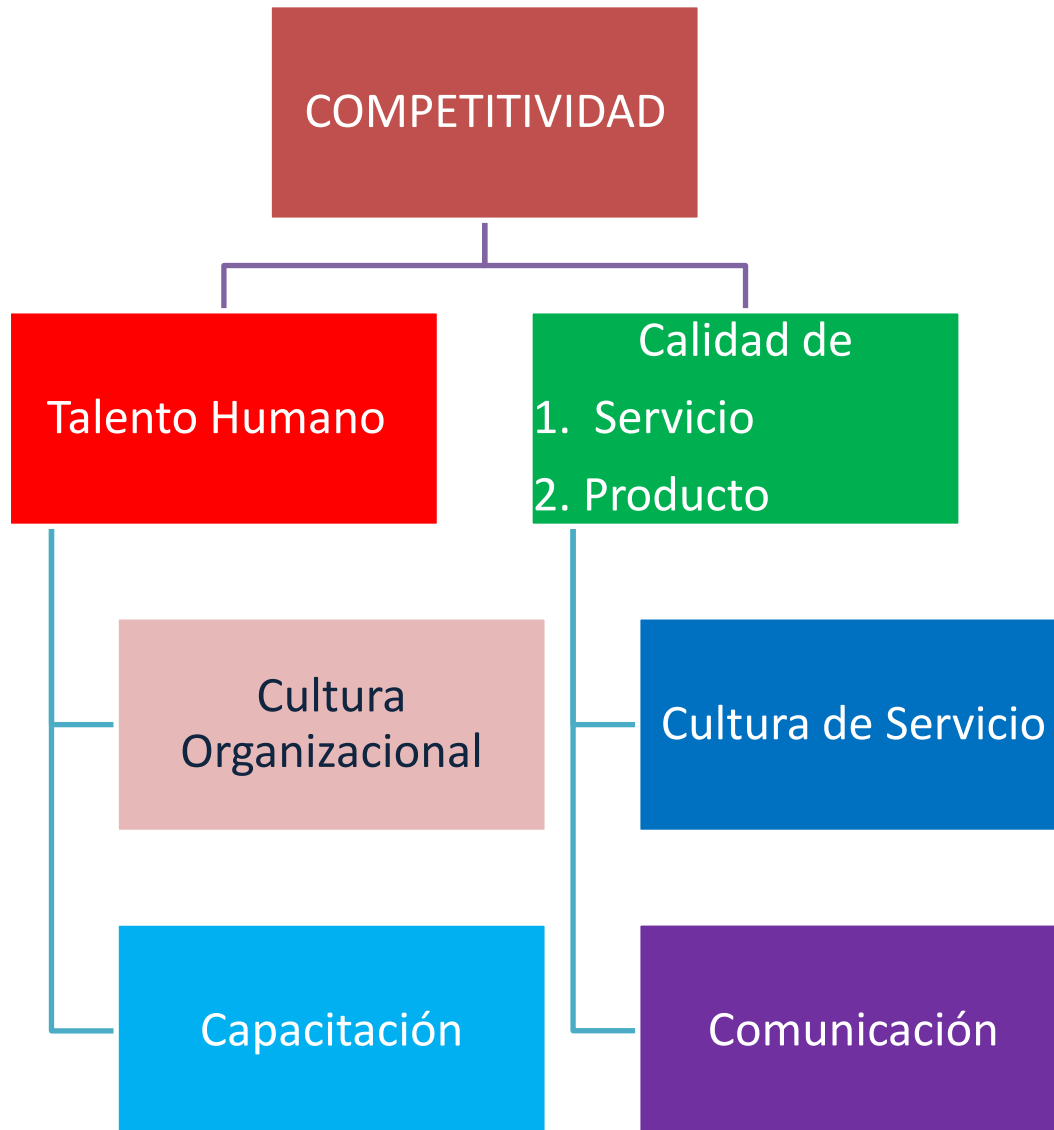 COMPETITIVIDAD
Talento Humano
Calidad de
1. Servicio
2. Producto
Cultura
Organizacional
Cultura de Servicio
Capacitación
Comunicación